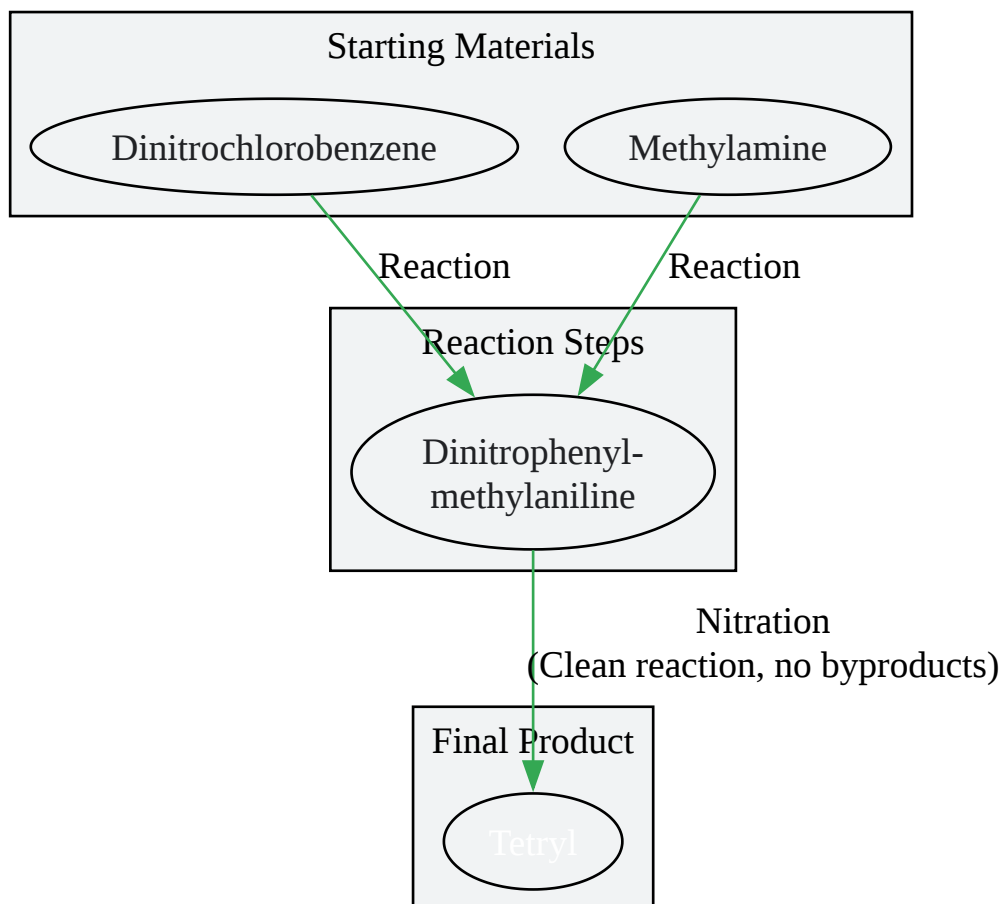 Starting Materials
Dinitrochlorobenzene
Methylamine
Reaction
Reaction
Reaction Steps
Dinitrophenyl-
methylaniline
Nitration
(Clean reaction, no byproducts)
Final Product
Tetryl